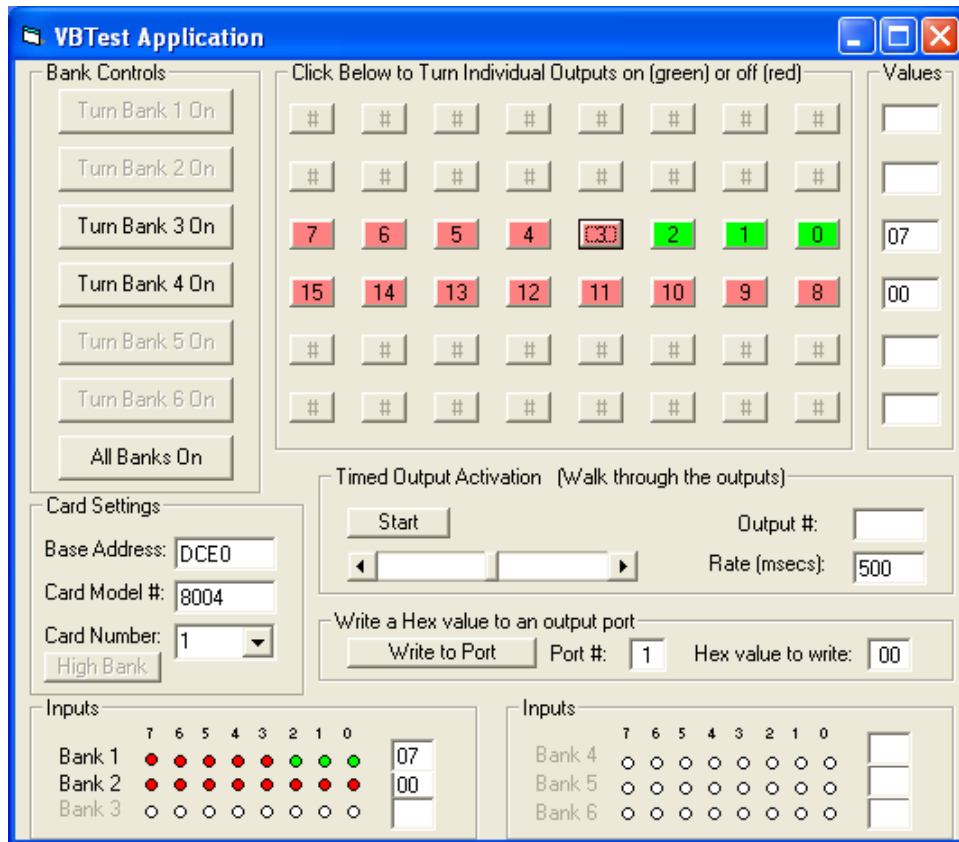 VBTest Application
Bank Controls
Click Below to Turn Individual Outputs on (green) or off (red)
Values
Turn Bank 1 On
# # # # # # # #
Turn Bank 2 On
# # # # # # # #
Turn Bank 3 On
7 6 5 4 3 2 1 0
07
Turn Bank 4 On
15 14 13 12 11 10 9 8
00
Turn Bank 5 On
# # # # # # # #
Turn Bank 6 On
# # # # # # # #
All Banks On
Timed Output Activation (Walk through the outputs)
Start
Output #:
Rate (msecs):
500
Card Settings
Base Address:
DCE0
Card Model #:
8004
Card Number:
1
High Bank
Write a Hex value to an output port
Write to Port
Port #:
1
Hex value to write:
00
Inputs
7 6 5 4 3 2 1 0
Bank 1
07
Bank 2
00
Bank 3
Inputs
7 6 5 4 3 2 1 0
Bank 4
Bank 5
Bank 6